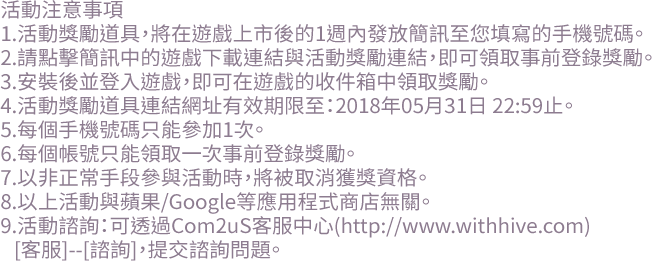 活動注意事項
1.活動獎勵道具，將在遊戲上市後的1週內發放簡訊至您填寫的手機號碼。
2.請點擊簡訊中的遊戲下載連結與活動獎勵連結，即可領取事前登錄獎勵。
3.安裝後並登入遊戲，即可在遊戲的收件箱中領取獎勵。
4.活動獎勵道具連結網址有效期限至：2018年05月31日 22:59止。
5.每個手機號碼只能參加1次。
6.每個帳號只能領取一次事前登錄獎勵。
7.以非正常手段參與活動時，將被取消獲獎資格。
8.以上活動與蘋果/Google等應用程式商店無關。
9.活動諮詢：可透過Com2uS客服中心(http://www.withhive.com)
[客服]--[諮詢]，提交諮詢問題。